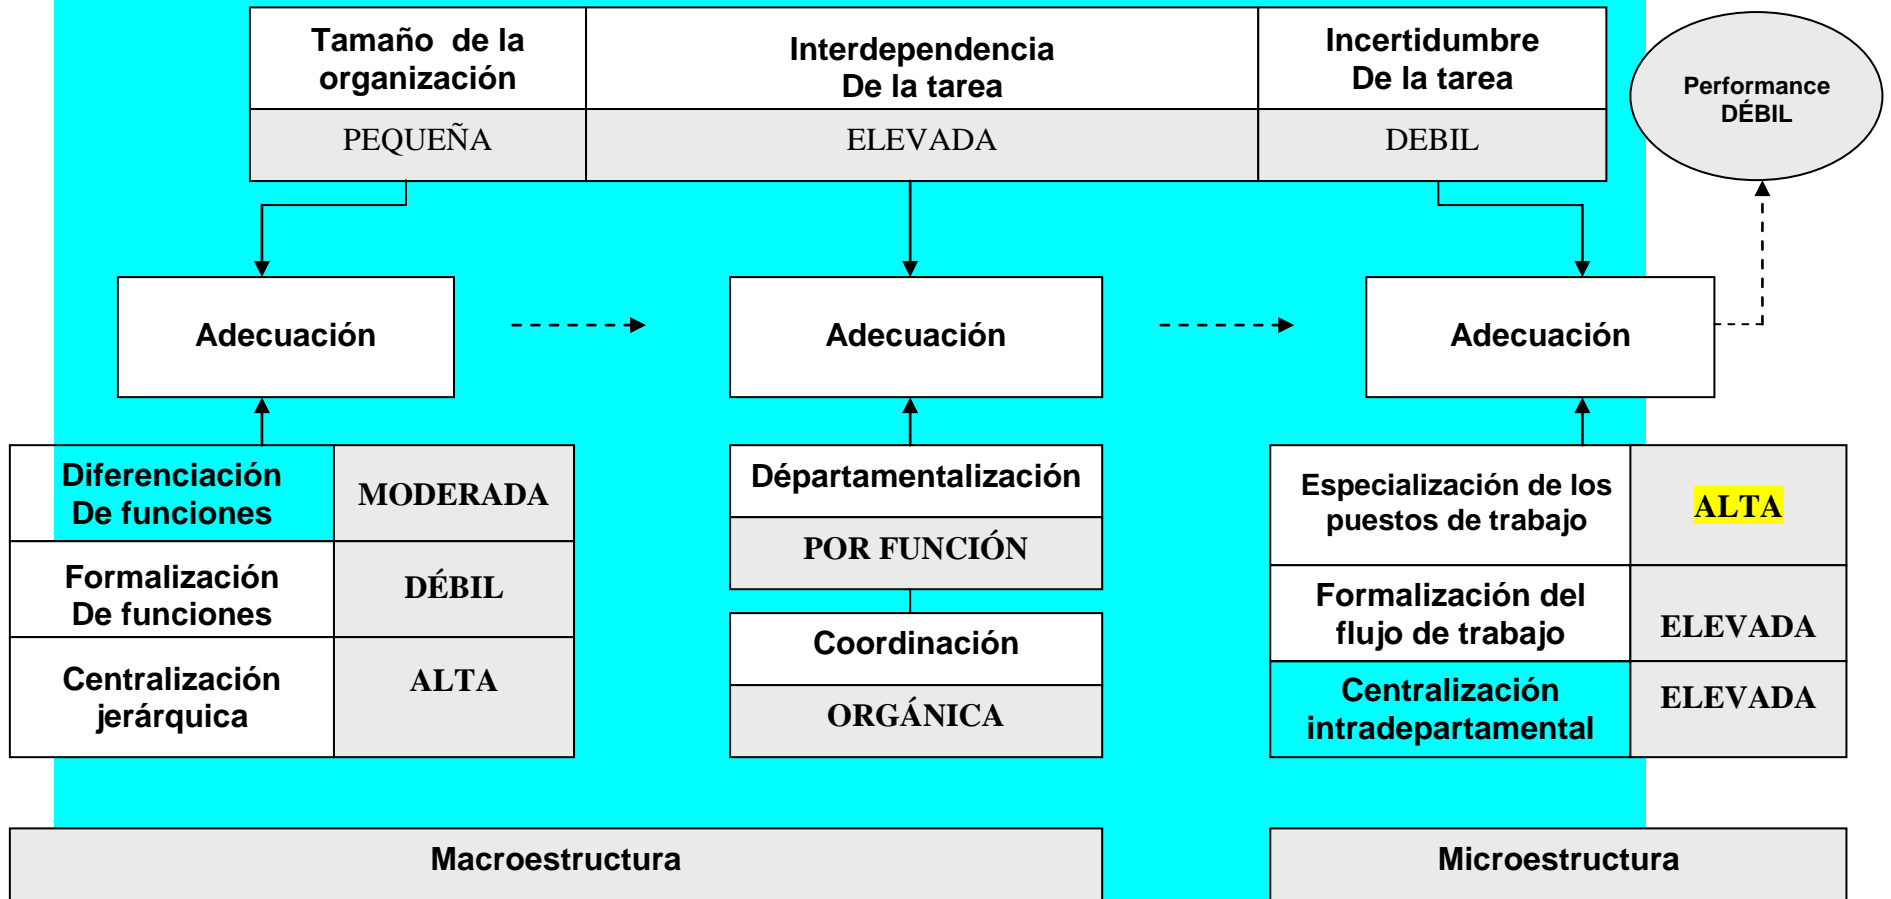 Tamaño de la
organización
Interdependencia
De la tarea
Incertidumbre
De la tarea
PEQUEÑA
ELEVADA
DEBIL
Performance
DÉBIL
Adecuación
Adecuación
Adecuación
Diferenciación
De funciones
MODERADA
Formalización
De funciones
DÉBIL
Centralización
jerárquica
ALTA
Départamentalización
POR FUNCIÓN
Coordinación
ORGÁNICA
Especialización de los
puestos de trabajo
ALTA
Formalización del
flujo de trabajo
ELEVADA
Centralización
intradepartamental
ELEVADA
Macroestructura
Microestructura